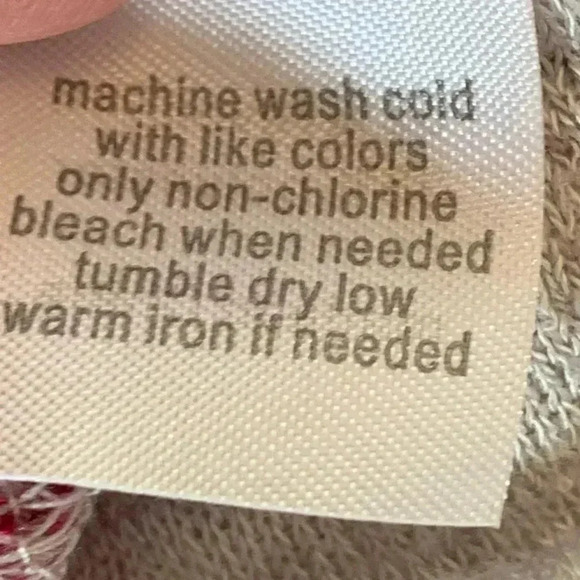 machine wash cold
with like colors
only non-chlorine
bleach when needed
tumble dry low
warm iron if needed